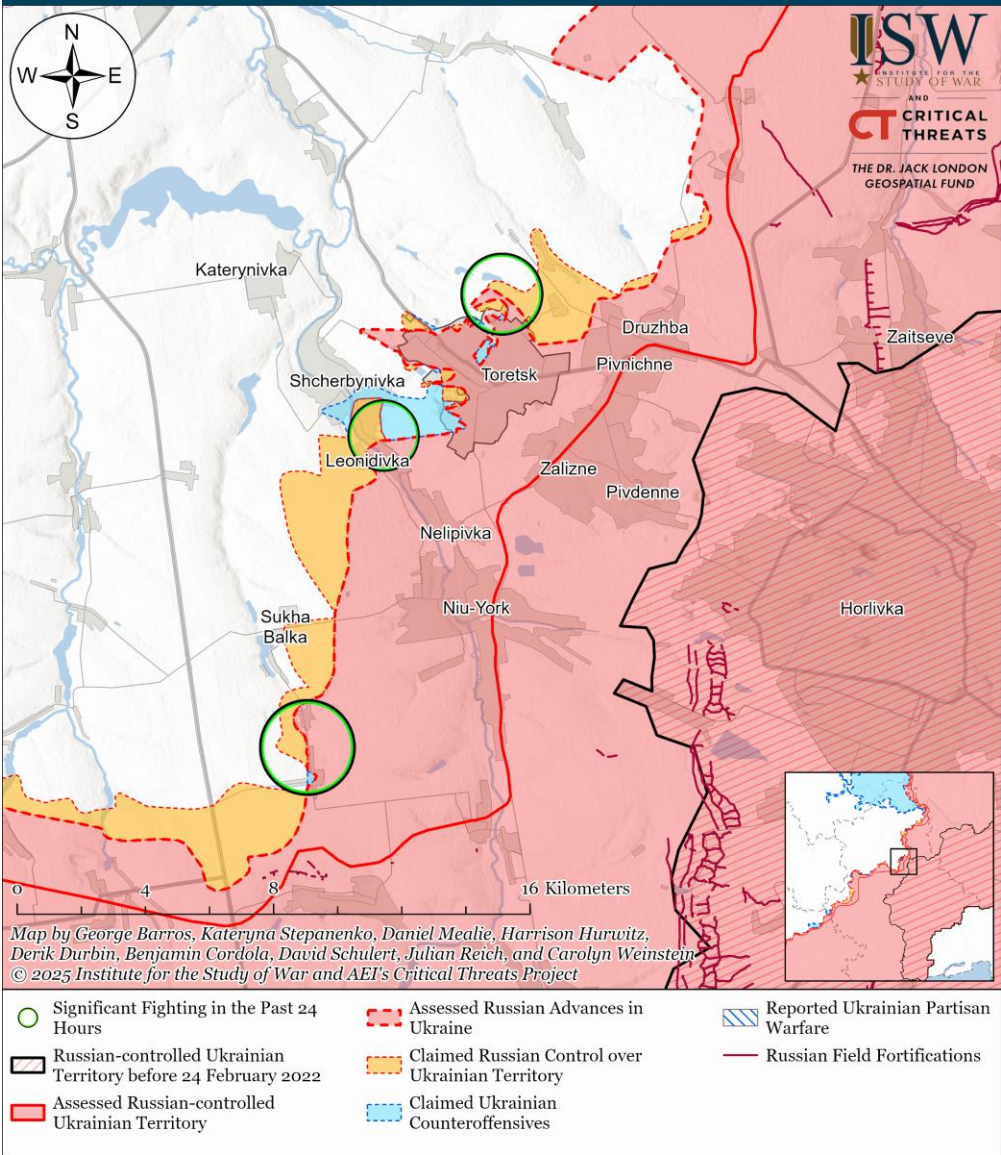 N
W E
S
ISW
INSTITUTE FOR THE
STUDY OF WAR
AND
CT CRITICAL
THREATS
THE DR. JACK LONDON
GEOSPATIAL FUND
Katerynivka
Druzhba
Zaitseve
Pivnichne
Toretsk
Shcherbynivka
Leonidivka
Zalizne
Pivdenne
Nelipivka
Niu-York
Horlivka
Sukha
Balka
0 4 8 16 Kilometers
Map by George Barros, Kateryna Stepanenko, Daniel Mealie, Harrison Hurwitz,
Derik Durbin, Benjamin Cordola, David Schulert, Julian Reich, and Carolyn Weinstein
© 2025 Institute for the Study of War and AEI's Critical Threats Project
Significant Fighting in the Past 24
Hours
Russian-controlled Ukrainian
Territory before 24 February 2022
Assessed Russian-controlled
Ukrainian Territory
Assessed Russian Advances in
Ukraine
Claimed Russian Control over
Ukrainian Territory
Claimed Ukrainian
Counteroffensives
Reported Ukrainian Partisan
Warfare
Russian Field Fortifications